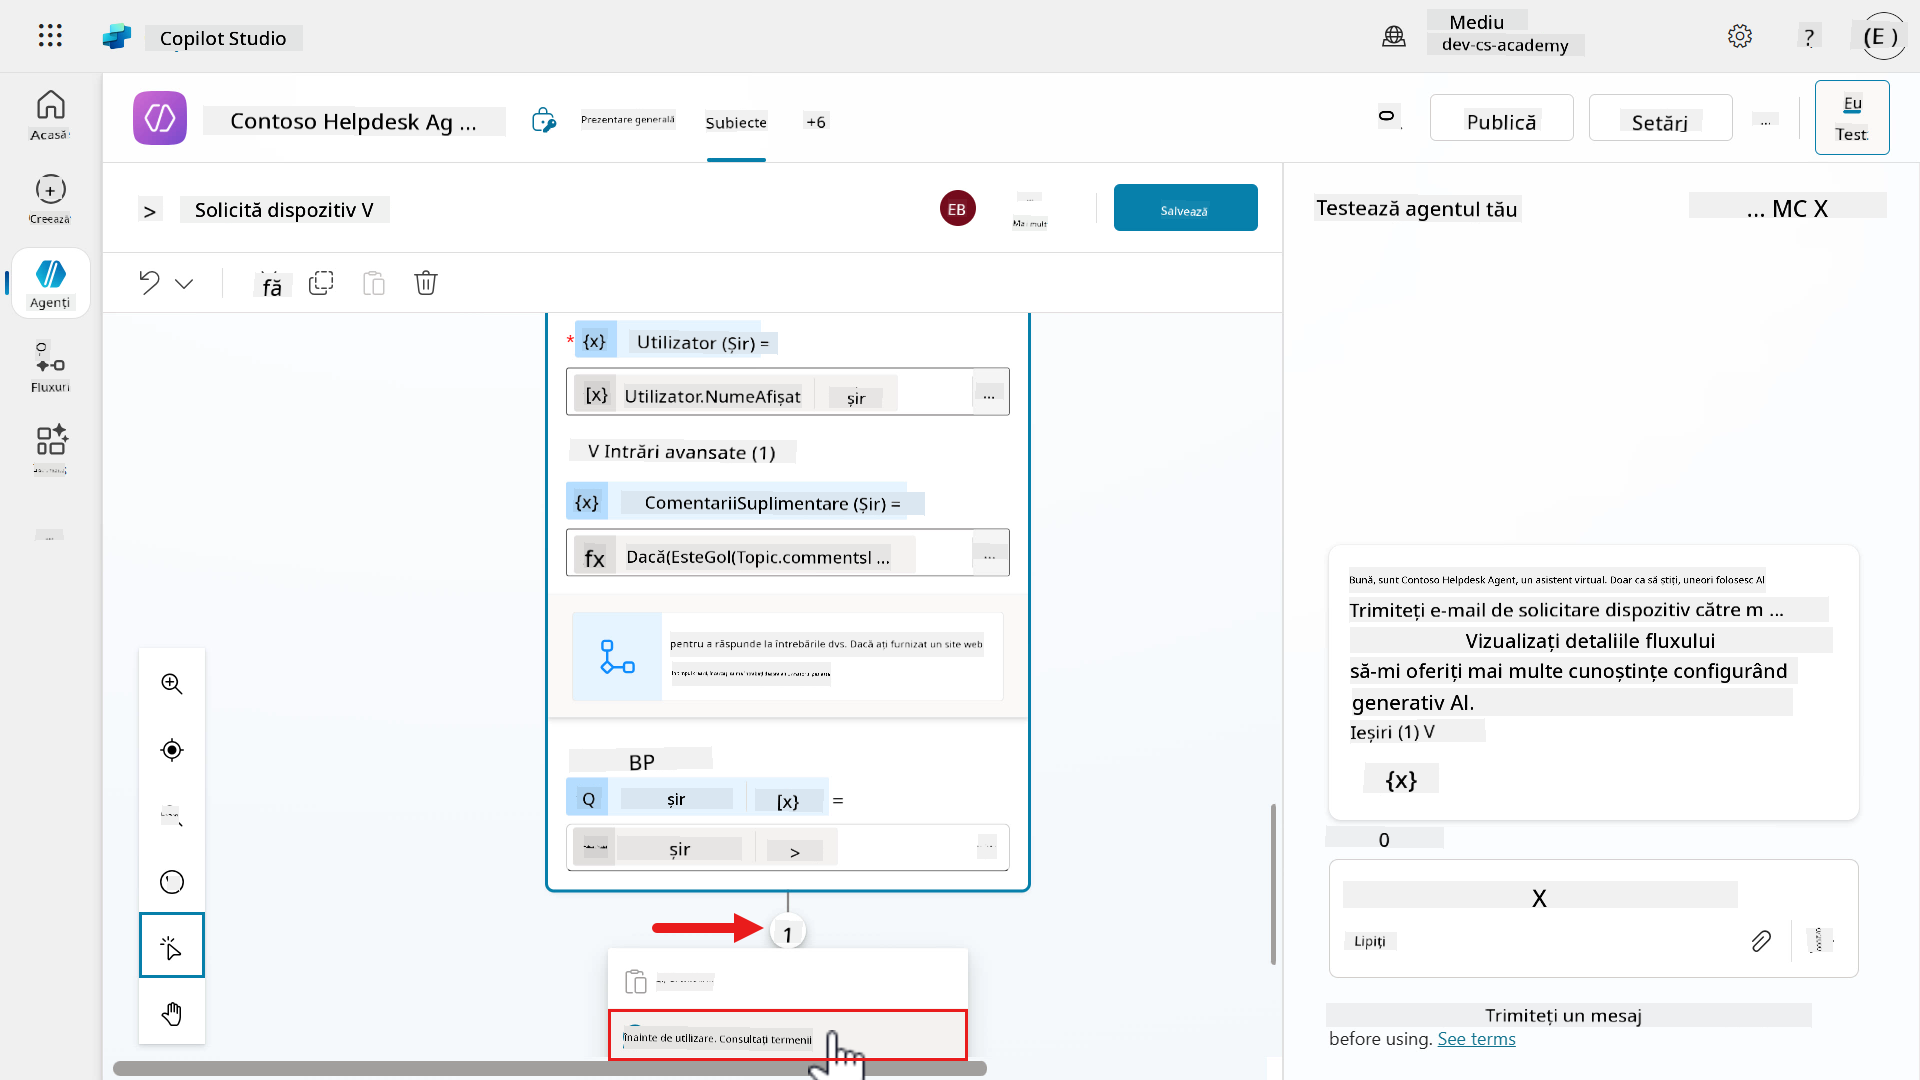 Copilot Studio
Mediu
dev-cs-academy
?
(E )
Contoso Helpdesk Ag ...
Prezentare generală
Subiecte
+6
Publică
Setări
...
Eu
Test
Acasă
Creează
Agenți
Fluxuri
> Solicită dispozitiv V
EB
...
Mai mult
Salvează
Testează agentul tău
... MC X
fă
* {x} Utilizator (Șir) =
[x} Utilizator.NumeAfișat șir ...
V Intrări avansate (1)
{x} ComentariiSuplimentare (Șir) =
fx Dacă(EsteGol(Topic.commentsl ... ...
pentru a răspunde la întrebările dvs. Dacă ați furnizat un site web
BP
Q șir [x} =
șir >
1
Înainte de utilizare. Consultați termenii
Bună, sunt Contoso Helpdesk Agent, un asistent virtual. Doar ca să știți, uneori folosesc AI
Trimiteți e-mail de solicitare dispozitiv către m ...
Vizualizați detaliile fluxului
să-mi oferiți mai multe cunoștințe configurând
generativ AI.
Ieșiri (1) V
{x}
0
X
Lipiți
Trimiteți un mesaj
before using. See terms